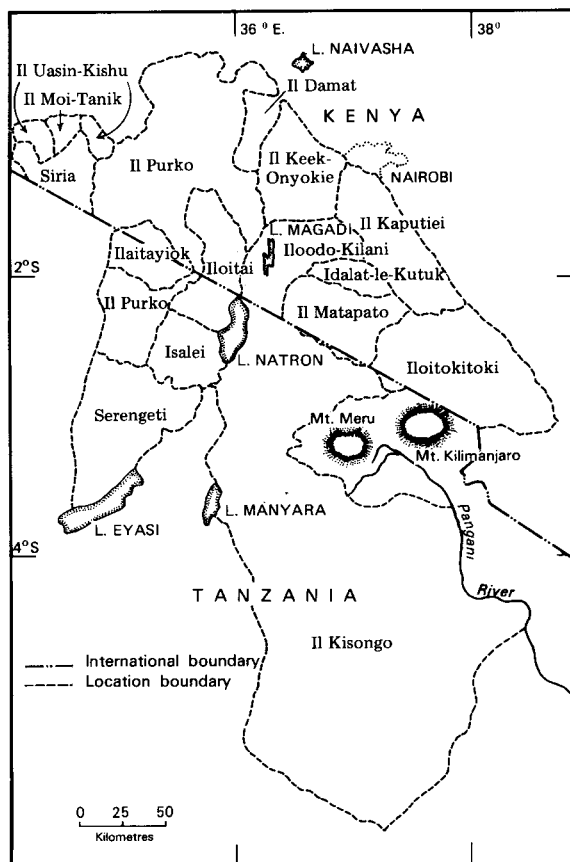 36° E.
38°
L. NAIVASHA
Il Uasin-Kishu
Il Moi-Tanik
Il Damat
KENYA
Siria
Il Purko
Il Keek-
Onyokie
NAIROBI
L. MAGADI
Il Kaputiei
Ilaitayiok
Iloitai
Iloodo-Kilani
2°S
Idalat-le-Kutuk
Il Purko
Il Matapato
Isalei
L. NATRON
Iloitokitoki
Serengeti
Mt. Meru
Mt. Kilimanjaro
L. EYASI
L. MANYARA
Pangani
River
4°S
TANZANIA
Il Kisongo
International boundary
Location boundary
0 25 50
Kilometres